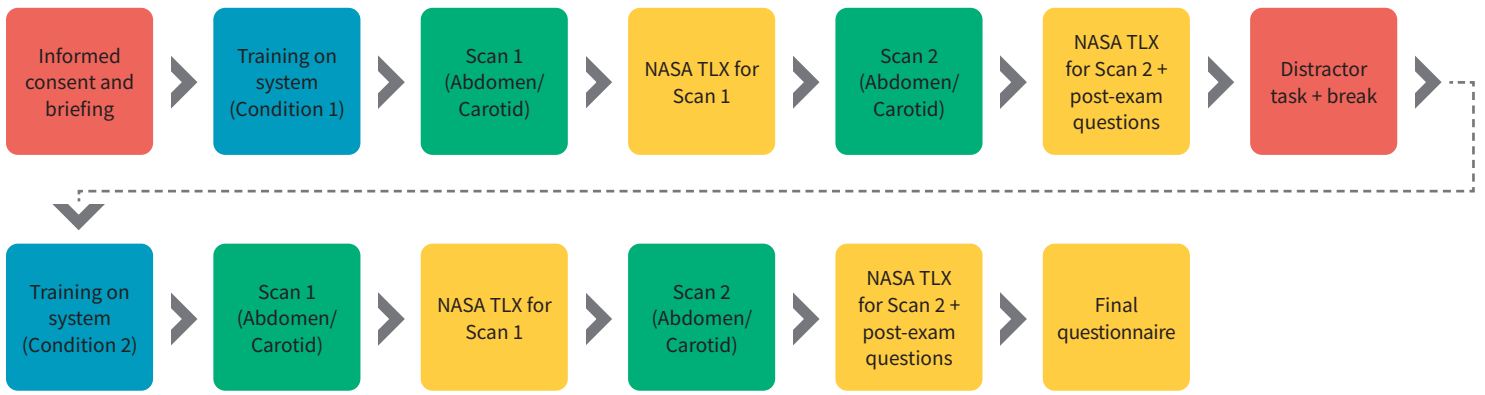 Informed
consent and
briefing
Training on
system
(Condition 1)
Scan 1
(Abdomen/
Carotid)
NASA TLX for
Scan 1
Scan 2
(Abdomen/
Carotid)
NASA TLX
for Scan 2 +
post-exam
questions
Distractor
task + break
Training on
system
(Condition 2)
Scan 1
(Abdomen/
Carotid)
NASA TLX for
Scan 1
Scan 2
(Abdomen/
Carotid)
NASA TLX
for Scan 2 +
post-exam
questions
Final
questionnaire